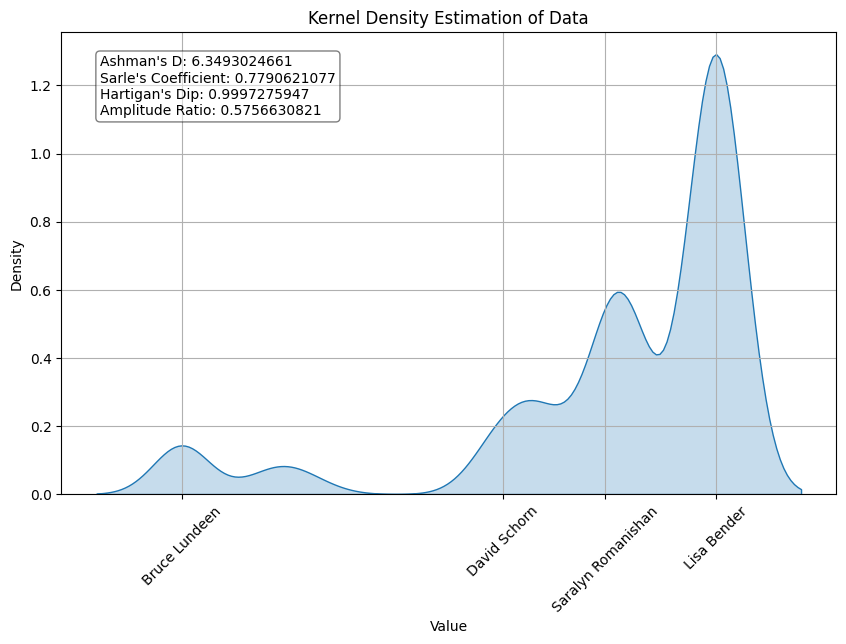 Kernel Density Estimation of Data
Ashman's D: 6.3493024661
Sarle's Coefficient: 0.7790621077
Hartigan's Dip: 0.9997275947
Amplitude Ratio: 0.5756630821
Density
1.2
1.0
0.8
0.6
0.4
0.2
0.0
Bruce Lundeen
David Schorn
Saralyn Romanishan
Lisa Bender
Value